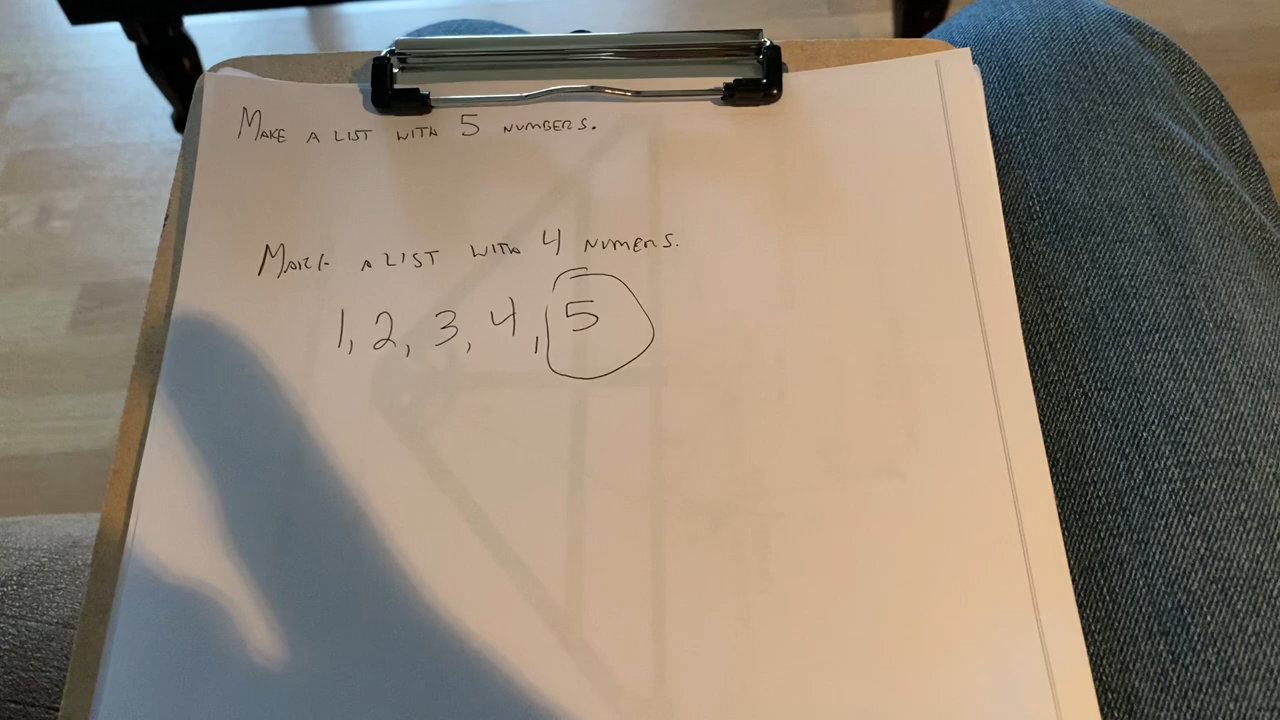 MAKE A LIST WITH 5 NUMBERS.
MAKE A LIST WITH 4 NUMERS.
1, 2, 3, 4, 5